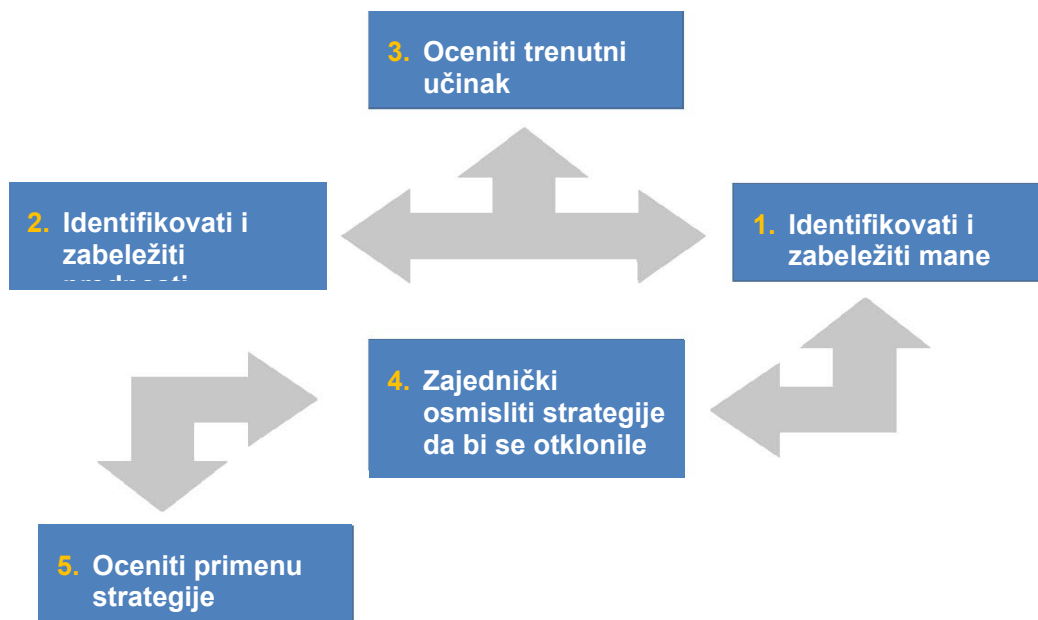 3. Oceniti trenutni
učinak
2. Identifikovati i
zabeležiti
1. Identifikovati i
zabeležiti mane
4. Zajednički
osmisliti strategije
da bi se otklonile
5. Oceniti primenu
strategije